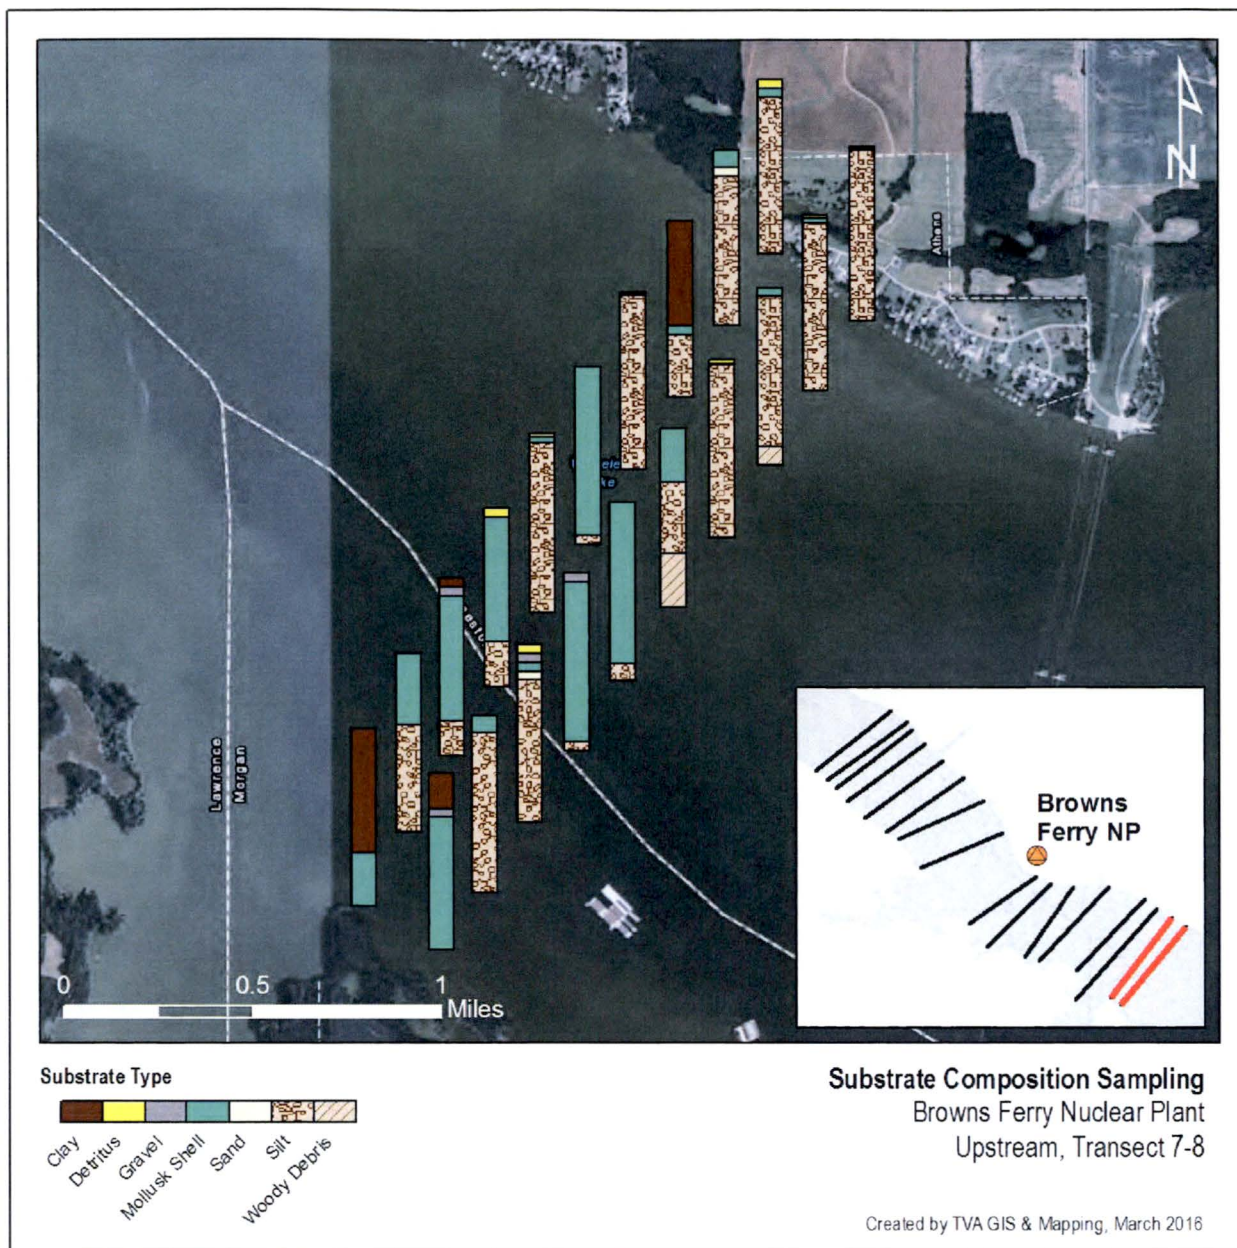 Athens
Lawrence
Morgan
0
0.5
1
Miles
Browns
Ferry NP
Substrate Type
Clay
Detritus
Gravel
Mollusk Shell
Sand
Silt
Woody Debris
Substrate Composition Sampling
Browns Ferry Nuclear Plant
Upstream, Transect 7-8
Created by TVA GIS & Mapping, March 2016